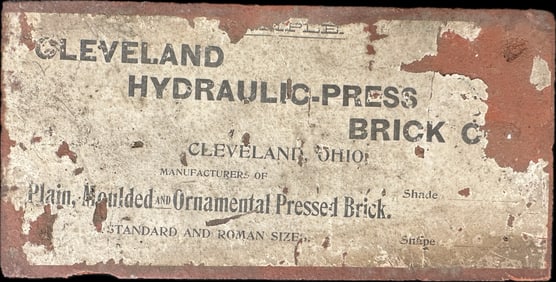 CLEVELAND
HYDRAULIC-PRESS
BRICK C
CLEVELAND, OHIO,
MANUFACTURERS OF
Plain, Moulded AND Ornamental Pressed Brick.
Shade
STANDARD AND ROMAN SIZES.
Shape